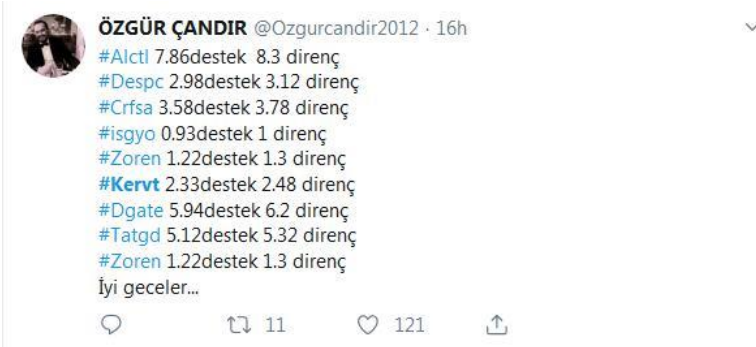 ÖZGÜR ÇANDIR @Ozgurcandir2012 · 16h
#Alctl 7.86destek 8.3 direnç
#Despc 2.98destek 3.12 direnç
#Crfsa 3.58destek 3.78 direnç
#isgyo 0.93destek 1 direnç
#Zoren 1.22destek 1.3 direnç
#Kervt 2.33destek 2.48 direnç
#Dgate 5.94destek 6.2 direnç
#Tatgd 5.12destek 5.32 direnç
#Zoren 1.22destek 1.3 direnç
İyi geceler...
11 121